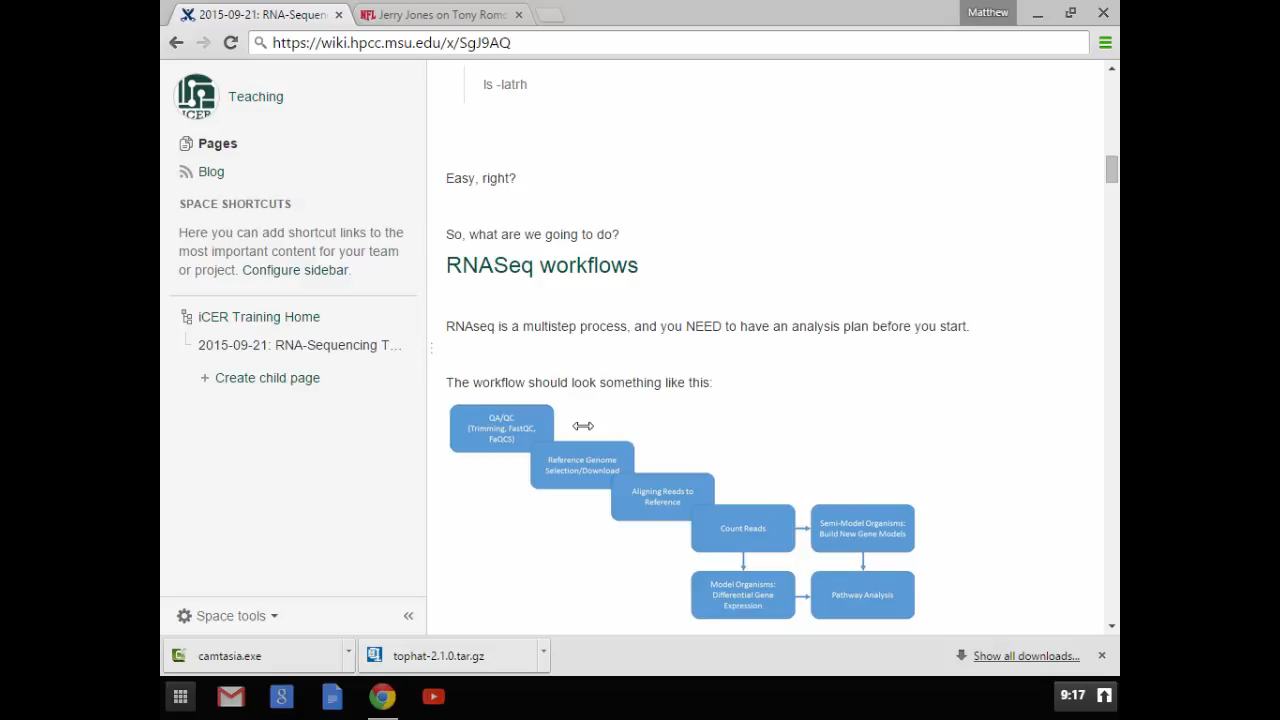 2015-09-21: RNA-Sequen
NFL Jerry Jones on Tony Romo
Matthew
https://wiki.hpcc.msu.edu/x/SgJ9AQ
iCER
Teaching
Pages
Blog
SPACE SHORTCUTS
Here you can add shortcut links to the
most important content for your team
or project. Configure sidebar.
iCER Training Home
2015-09-21: RNA-Sequencing T...
+ Create child page
Space tools
ls -latrh
Easy, right?
So, what are we going to do?
RNASeq workflows
RNAseq is a multistep process, and you NEED to have an analysis plan before you start.
The workflow should look something like this:
QA/QC
(Trimming, FastQC,
FaQCS)
Reference Genome
Selection/Download
Aligning Reads to
Reference
Count Reads
Semi-Model Organisms:
Build New Gene Models
Model Organisms:
Differential Gene
Expression
Pathway Analysis
camtasia.exe
tophat-2.1.0.tar.gz
Show all downloads...
8
9:17